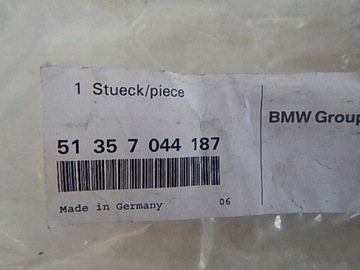 1 Stueck/piece
BMW Group
51 35 7 044 187
Made in Germany 06